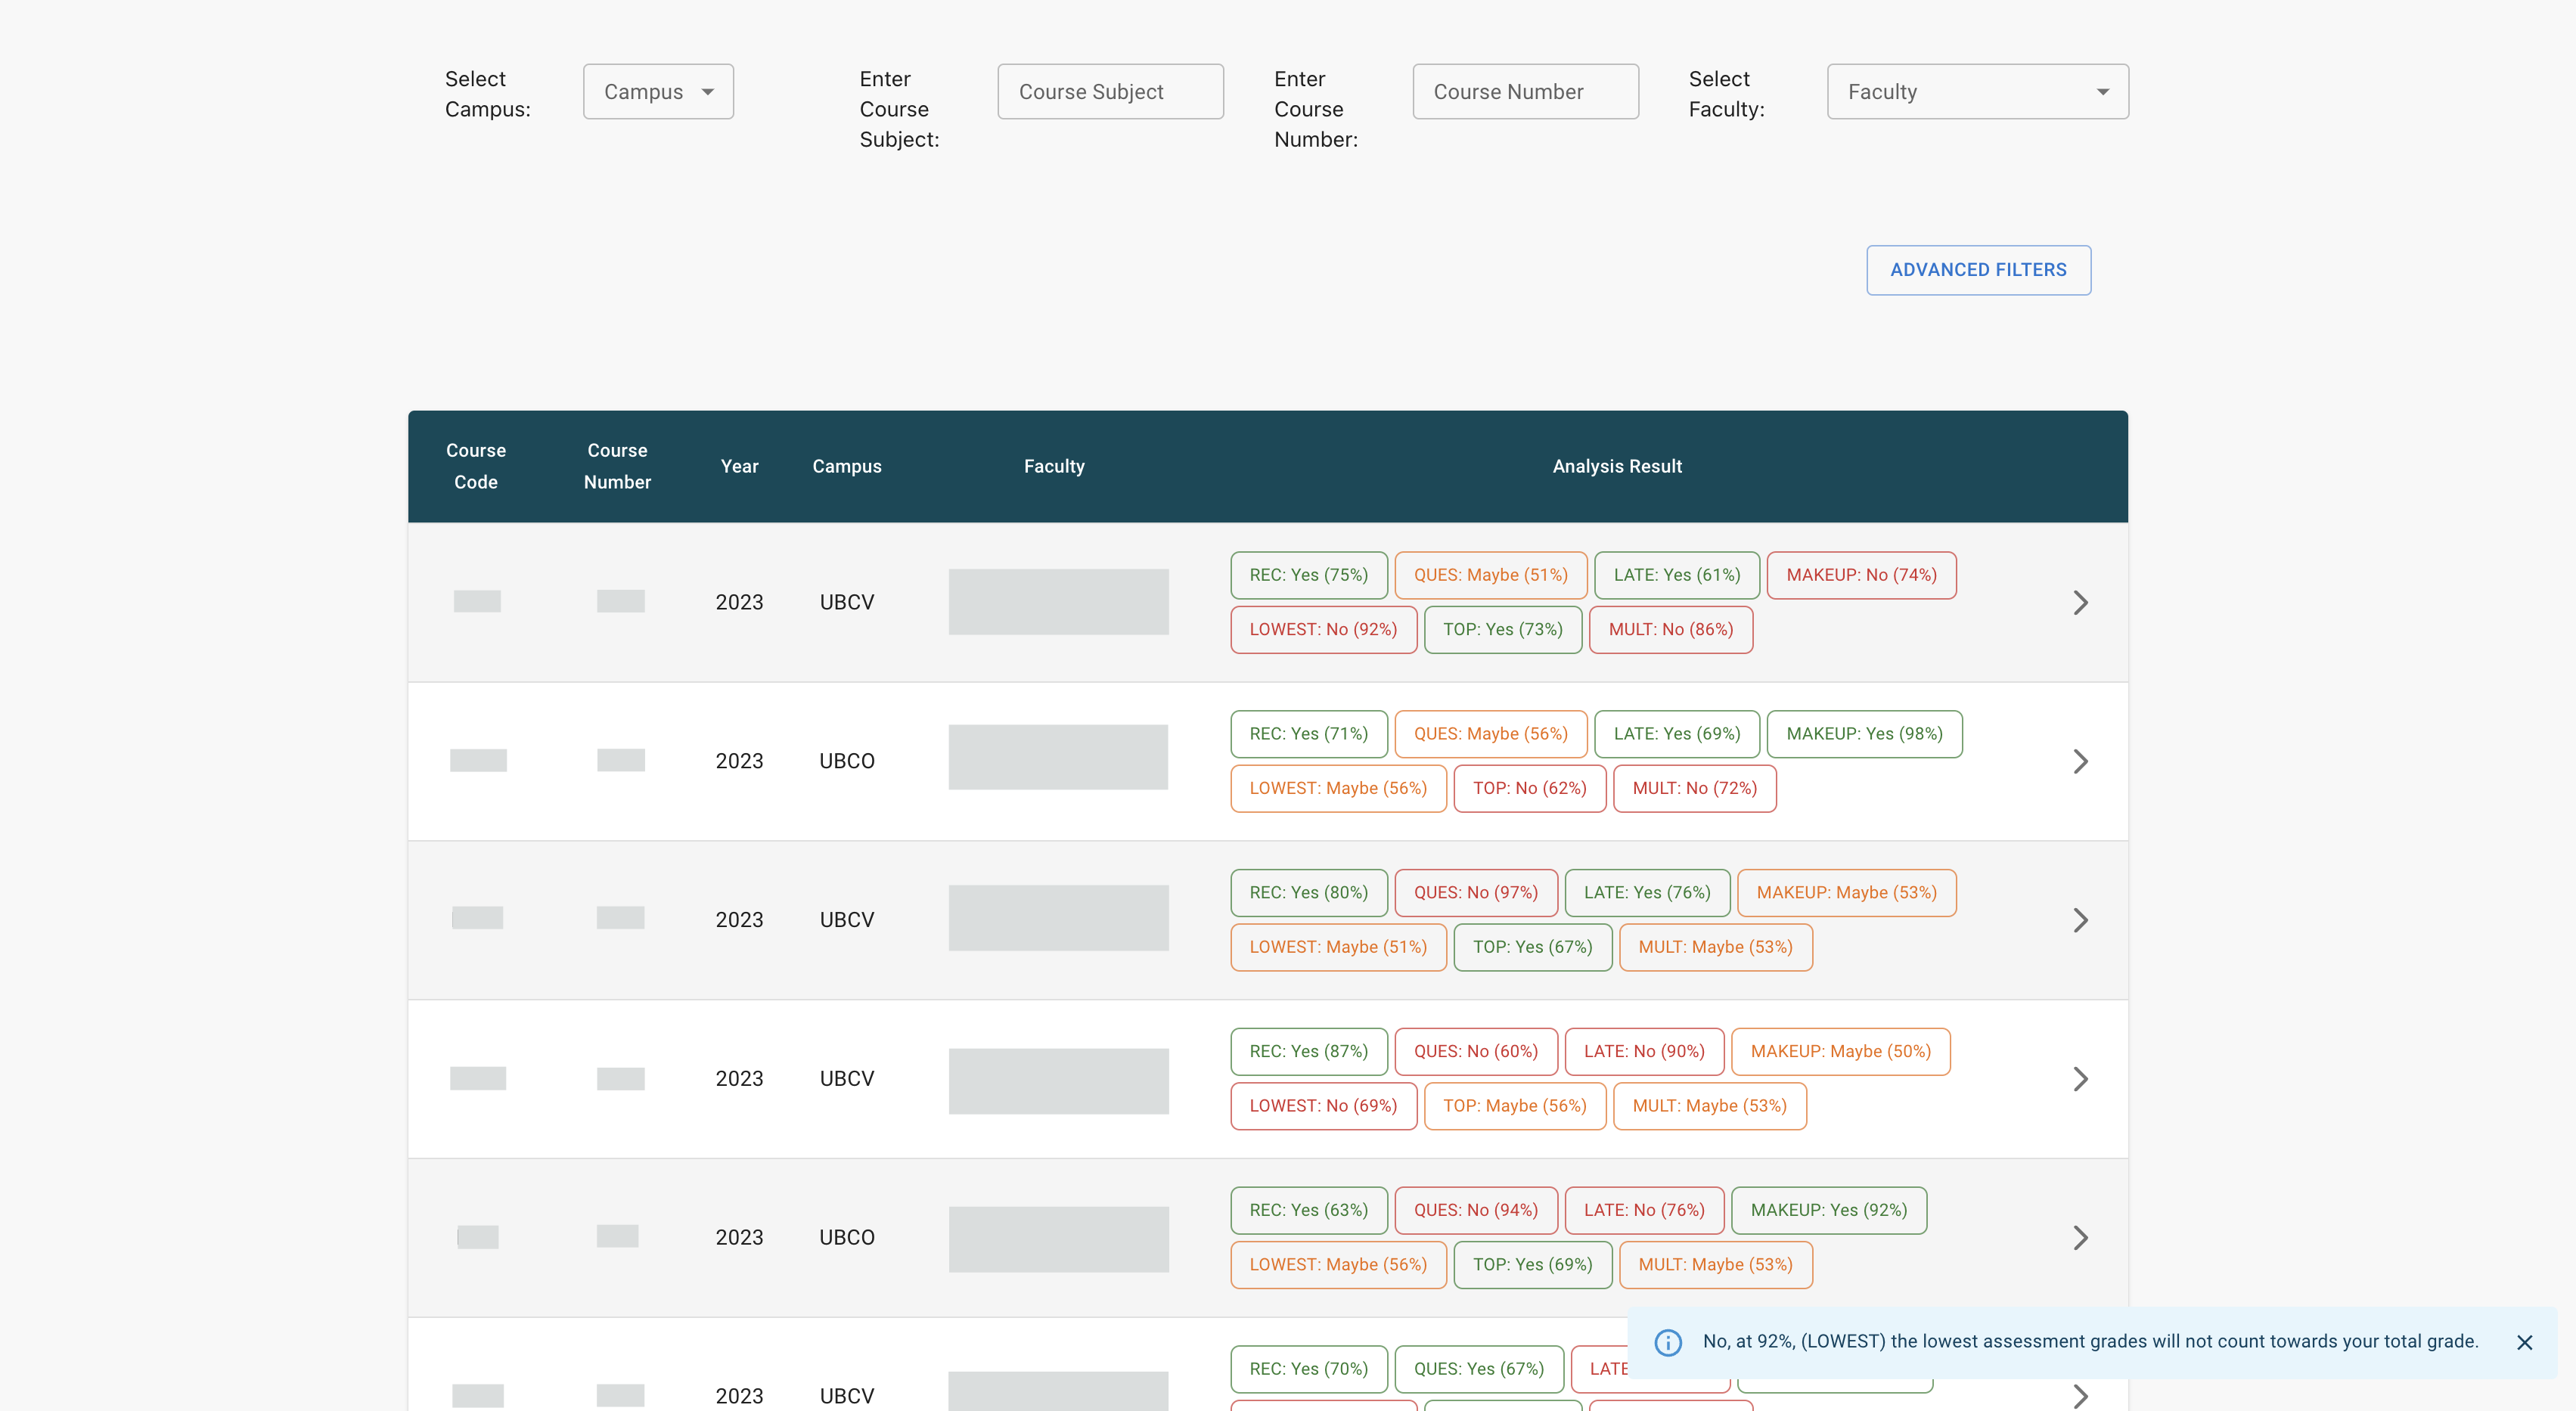 Select
Campus:
Campus
Enter
Course
Subject:
Course Subject
Enter
Course
Number:
Course Number
Select
Faculty:
Faculty
ADVANCED FILTERS
Course
Code
Course
Number
Year
Campus
Faculty
Analysis Result
2023 UBCV
REC: Yes (75%) QUES: Maybe (51%) LATE: Yes (61%) MAKEUP: No (74%)
LOWEST: No (92%) TOP: Yes (73%) MULT: No (86%)
2023 UBCO
REC: Yes (71%) QUES: Maybe (56%) LATE: Yes (69%) MAKEUP: Yes (98%)
LOWEST: Maybe (56%) TOP: No (62%) MULT: No (72%)
2023 UBCV
REC: Yes (80%) QUES: No (97%) LATE: Yes (76%) MAKEUP: Maybe (53%)
LOWEST: Maybe (51%) TOP: Yes (67%) MULT: Maybe (53%)
2023 UBCV
REC: Yes (87%) QUES: No (60%) LATE: No (90%) MAKEUP: Maybe (50%)
LOWEST: No (69%) TOP: Maybe (56%) MULT: Maybe (53%)
2023 UBCO
REC: Yes (63%) QUES: No (94%) LATE: No (76%) MAKEUP: Yes (92%)
LOWEST: Maybe (56%) TOP: Yes (69%) MULT: Maybe (53%)
2023 UBCV
REC: Yes (70%) QUES: Yes (67%) LATE
No, at 92%, (LOWEST) the lowest assessment grades will not count towards your total grade.